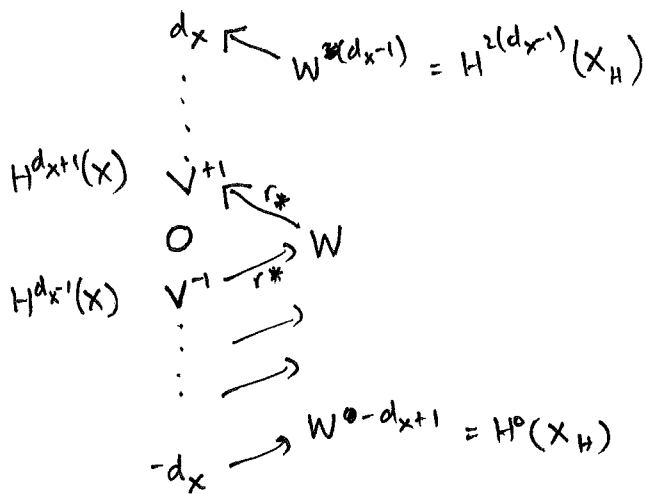 d_X
W^{2(d_X-1)} = H^{2(d_X-1)}(X_H)
H^{d_X+1}(X) V^{+1}
r_*
O W
H^{d_X-1}(X) V^{-1} r^*
W^{-d_X+1} = H^0(X_H)
-d_X